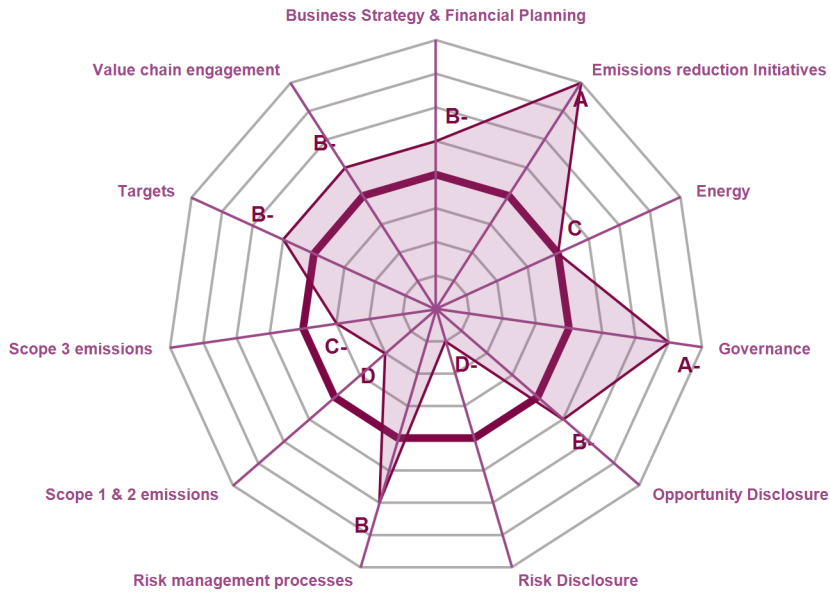 Business Strategy & Financial Planning
Value chain engagement
Emissions reduction Initiatives
A
B-
B-
Targets
Energy
B-
C
Scope 3 emissions
Governance
C-
D
D-
A-
B-
Scope 1 & 2 emissions
Opportunity Disclosure
B
Risk management processes
Risk Disclosure